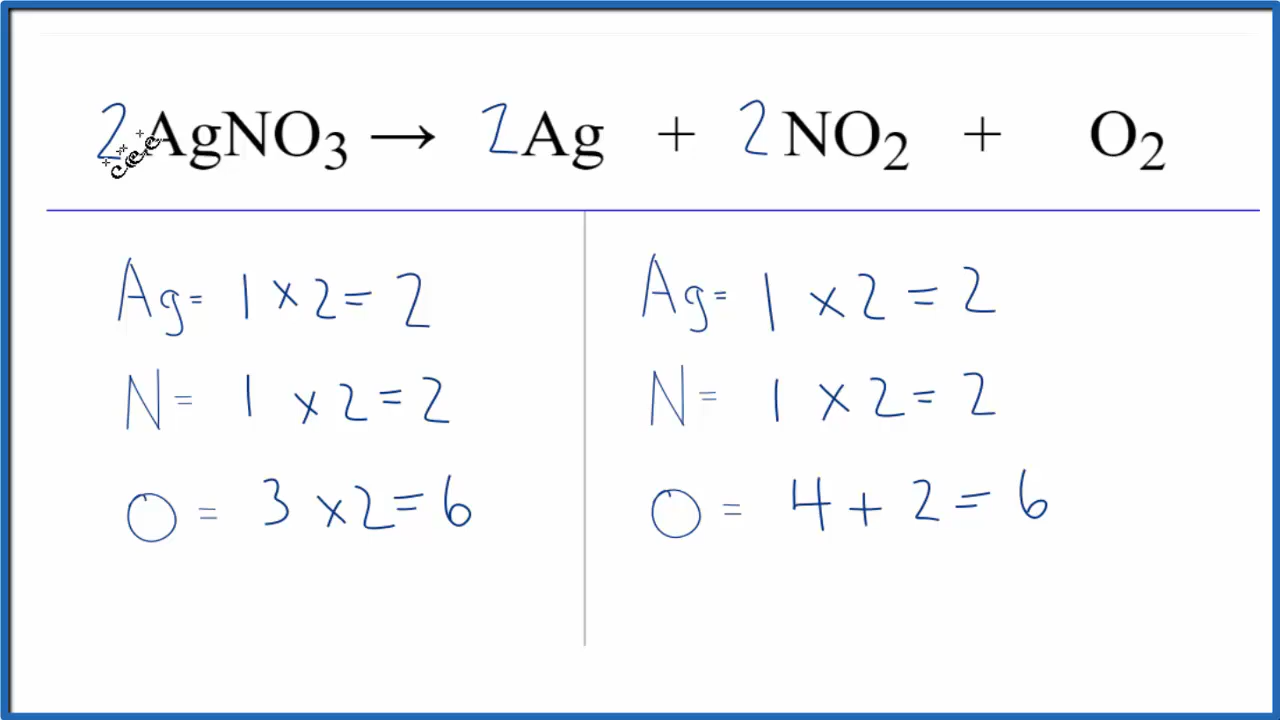 2AgNO₃ → 2Ag + 2NO₂ + O₂
Ag= 1 x 2 = 2
N= 1 x 2 = 2
O = 3 x 2 = 6
Ag= 1 x 2 = 2
N= 1 x 2 = 2
O = 4 + 2 = 6